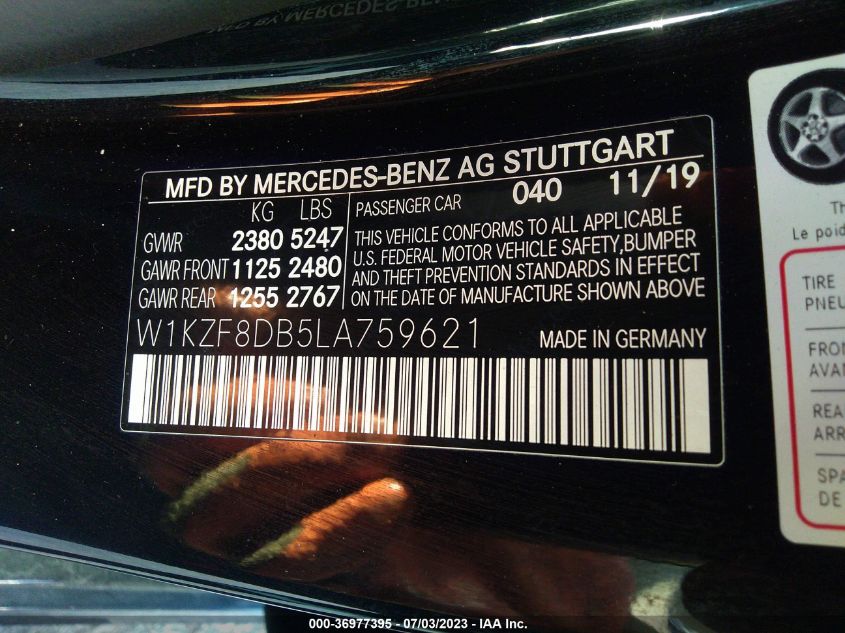 MFD BY MERCEDES-BENZ AG STUTTGART
KG LBS
GVWR 2380 5247
GAWR FRONT 1125 2480
GAWR REAR 1255 2767
PASSENGER CAR 040 11/19
THIS VEHICLE CONFORMS TO ALL APPLICABLE
U.S. FEDERAL MOTOR VEHICLE SAFETY,BUMPER
AND THEFT PREVENTION STANDARDS IN EFFECT
ON THE DATE OF MANUFACTURE SHOWN ABOVE
W1KZF8DB5LA759621 MADE IN GERMANY
Le
TIRE
FRON
AVAN
REA
ARR
SPA
DE
000-36977395 - 07/03/2023 - IAA Inc.